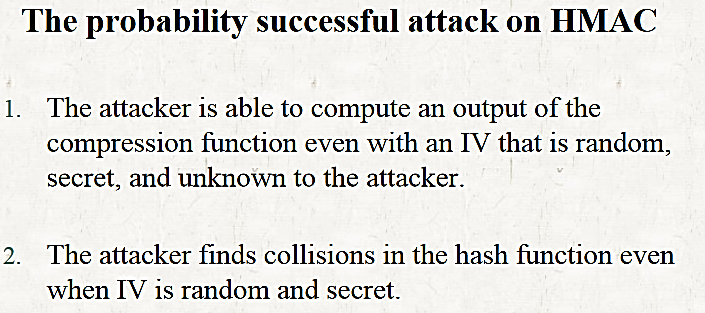 The probability successful attack on HMAC
1. The attacker is able to compute an output of the
compression function even with an IV that is random,
secret, and unknown to the attacker.
2. The attacker finds collisions in the hash function even
when IV is random and secret.